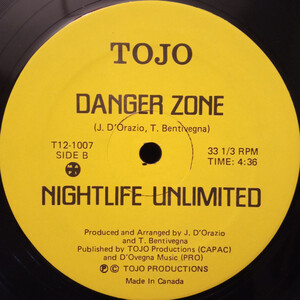 TOJO
DANGER ZONE
(J. D'Orazio, T. Bentivegna)
T12-1007
SIDE B
33 1/3 RPM
TIME: 4:36
NIGHTLIFE UNLIMITED
Produced and Arranged by J. D'Orazio
and T. Bentivegna
Published by TOJO Productions (CAPAC)
and D'Ovegna Music (PRO)
Ⓟ © TOJO PRODUCTIONS
Made In Canada